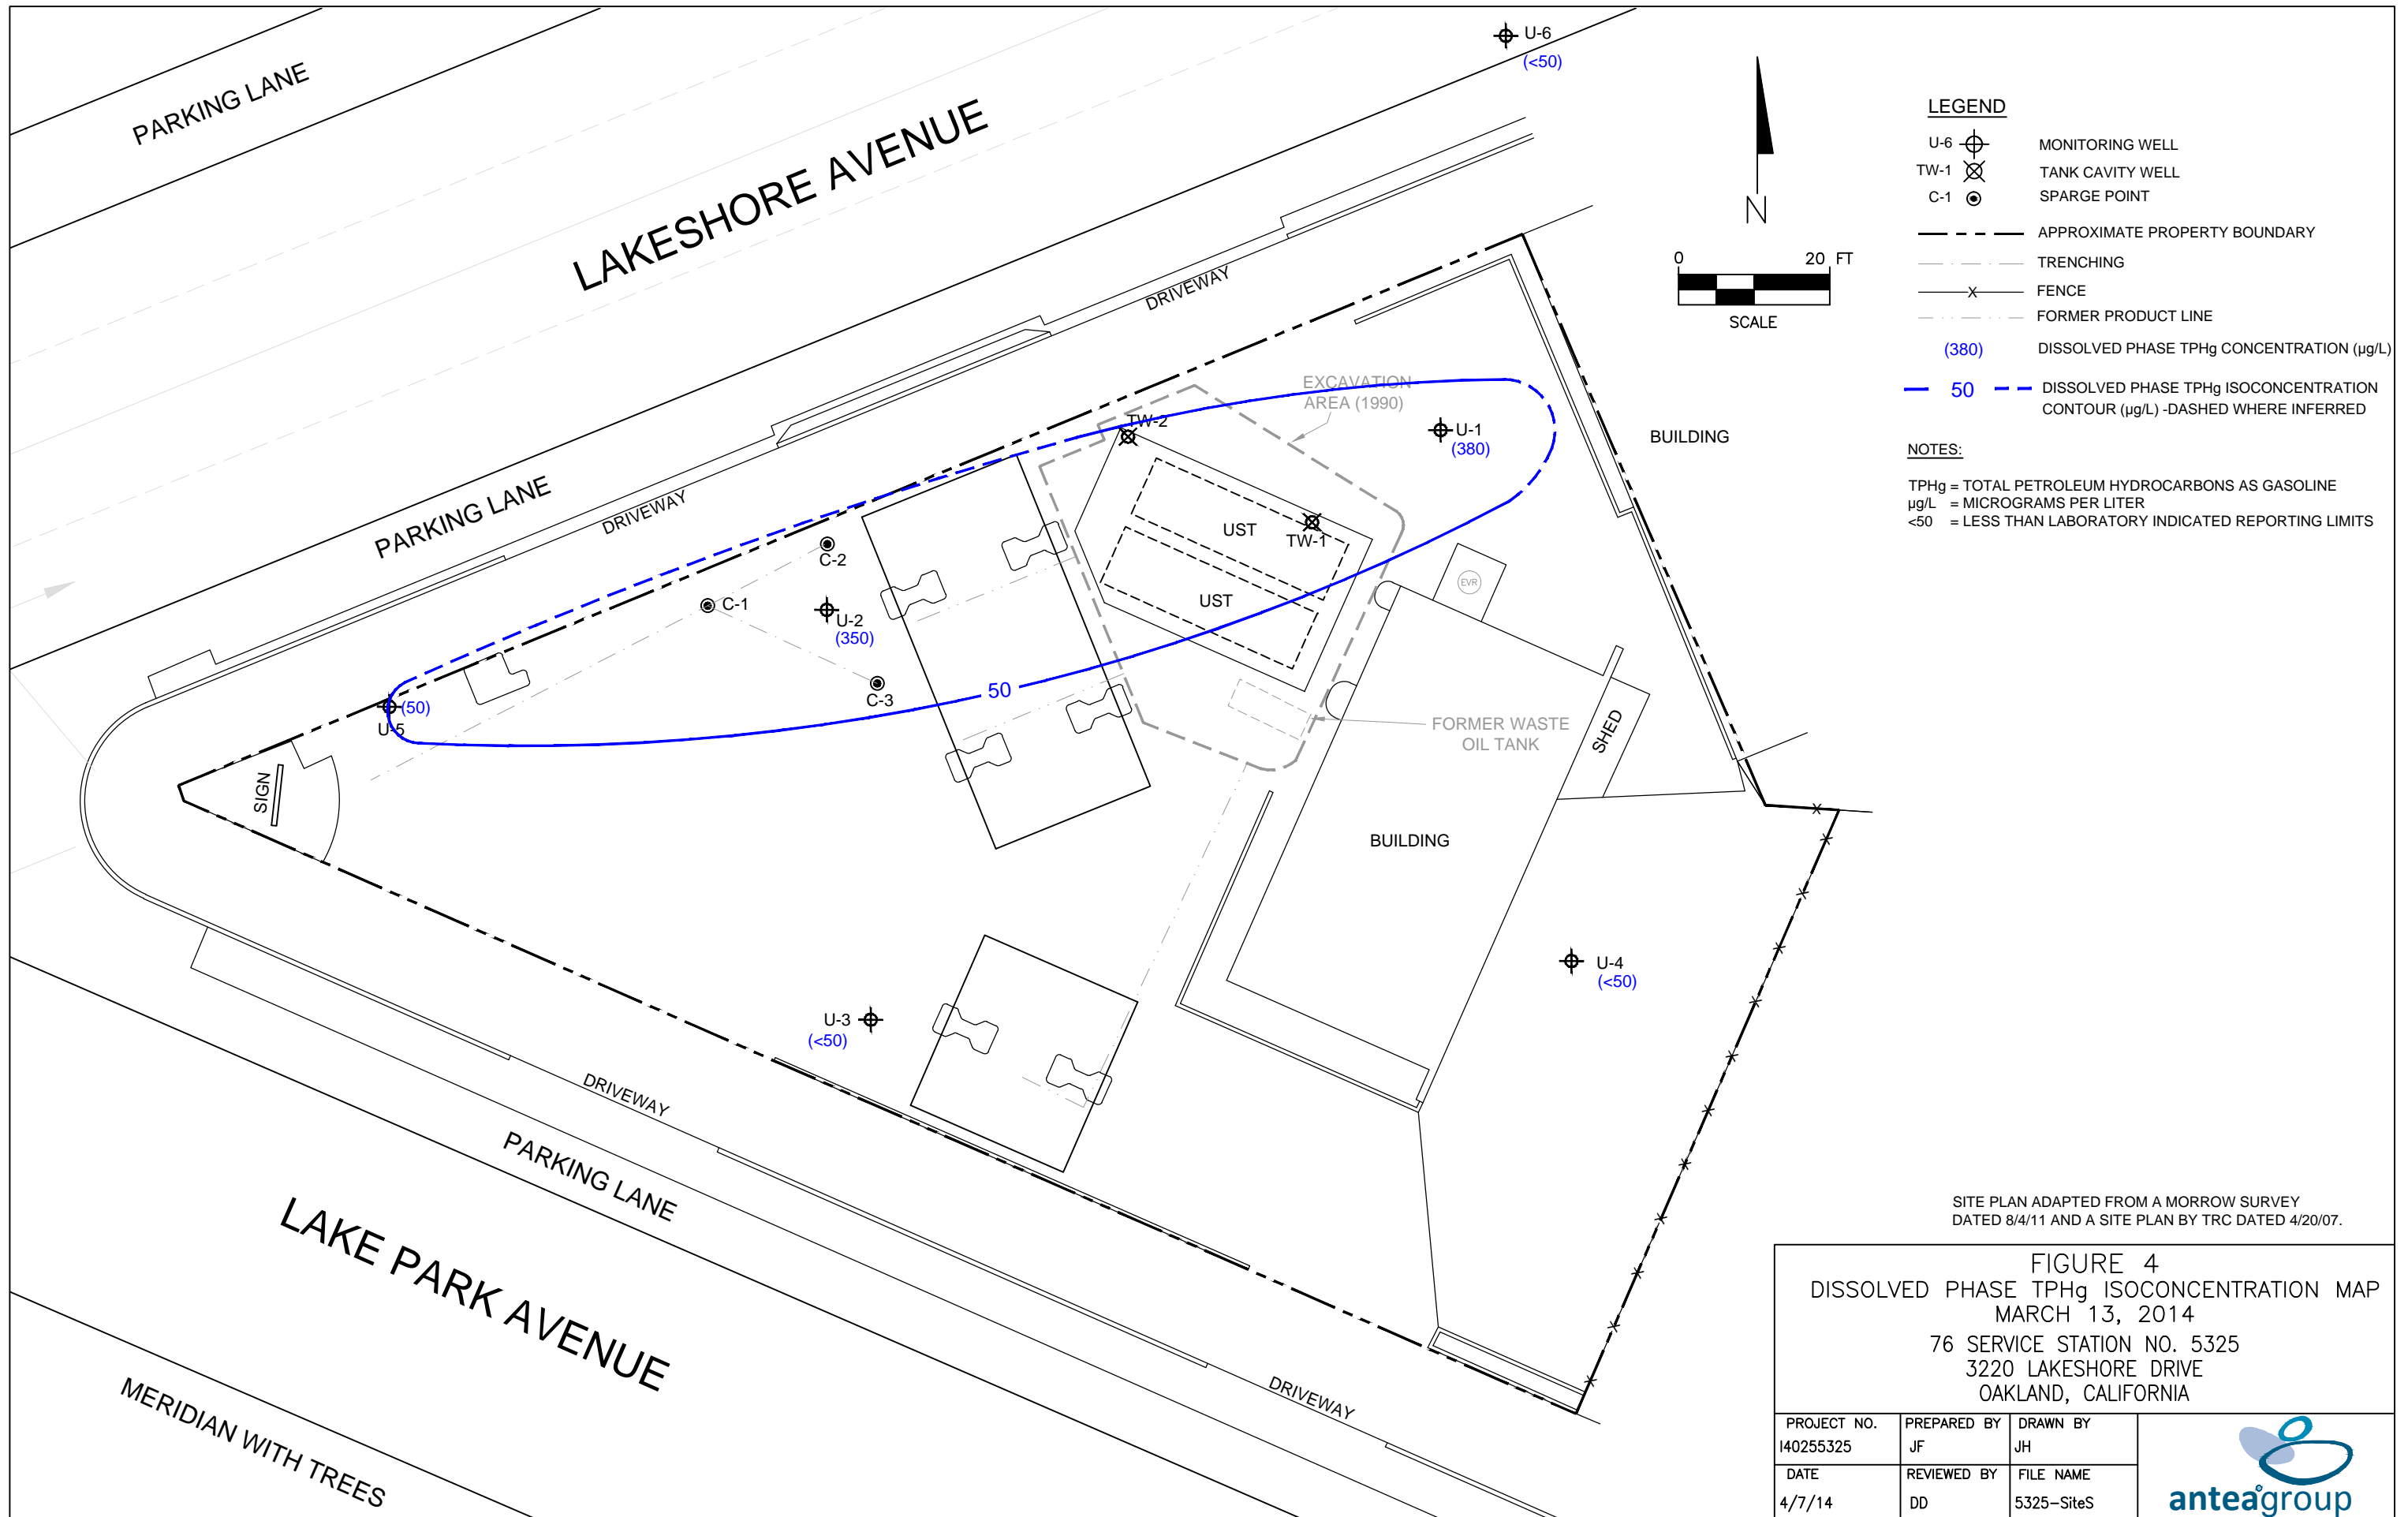 PARKING LANE
LAKESHORE AVENUE
U-6
(<50)
N
0 20 FT
SCALE
LEGEND
U-6 MONITORING WELL
TW-1 TANK CAVITY WELL
C-1 SPARGE POINT
APPROXIMATE PROPERTY BOUNDARY
TRENCHING
X FENCE
FORMER PRODUCT LINE
(380) DISSOLVED PHASE TPHg CONCENTRATION (µg/L)
50 DISSOLVED PHASE TPHg ISOCONCENTRATION
CONTOUR (µg/L) -DASHED WHERE INFERRED
NOTES:
TPHg = TOTAL PETROLEUM HYDROCARBONS AS GASOLINE
µg/L = MICROGRAMS PER LITER
<50 = LESS THAN LABORATORY INDICATED REPORTING LIMITS
DRIVEWAY
EXCAVATION
AREA (1990)
TW-2
U-1
(380)
BUILDING
PARKING LANE
DRIVEWAY
UST
TW-1
UST
C-2
C-1
U-2
(350)
EVR
C-3
50
(50)
U-5
FORMER WASTE
OIL TANK
SHED
SIGN
BUILDING
U-4
(<50)
U-3
(<50)
DRIVEWAY
PARKING LANE
LAKE PARK AVENUE
DRIVEWAY
MERIDIAN WITH TREES
SITE PLAN ADAPTED FROM A MORROW SURVEY
DATED 8/4/11 AND A SITE PLAN BY TRC DATED 4/20/07.
FIGURE 4
DISSOLVED PHASE TPHg ISOCONCENTRATION MAP
MARCH 13, 2014
76 SERVICE STATION NO. 5325
3220 LAKESHORE DRIVE
OAKLAND, CALIFORNIA
PROJECT NO. PREPARED BY DRAWN BY
I40255325 JF JH
DATE REVIEWED BY FILE NAME
4/7/14 DD 5325-SiteS
anteagroup